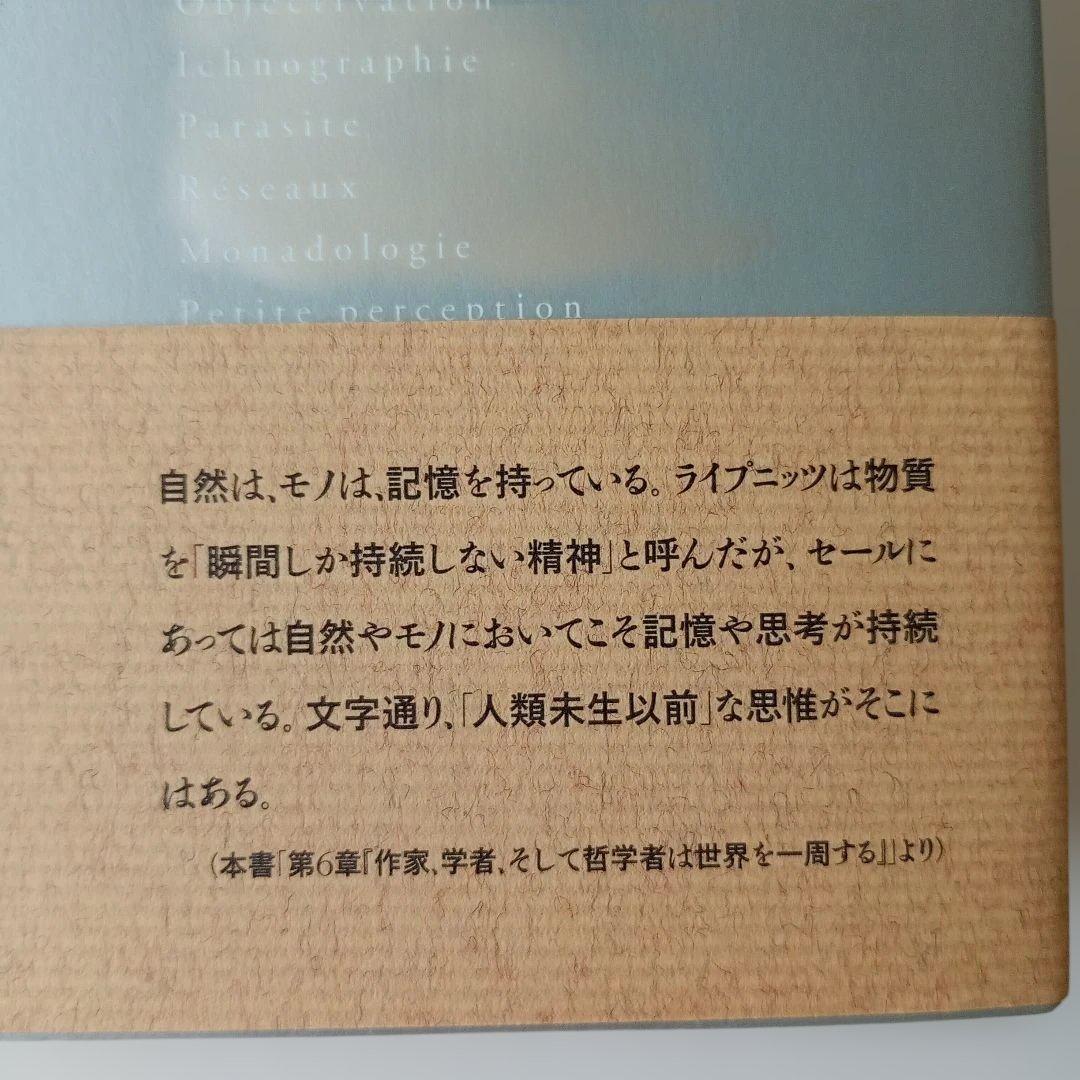 Objectivation
Ichnographie
Parasite
Réseaux
Monadologie
Petite perception
自然は、モノは、記憶を持っている。ライプニッツは物質
を「瞬間しか持続しない精神」と呼んだが、セールに
あっては自然やモノにおいてこそ記憶や思考が持続
している。文字通り、「人類未生以前」な思惟がそこに
はある。
(本書「第6章『作家、学者、そして哲学者は世界を一周する』」より)